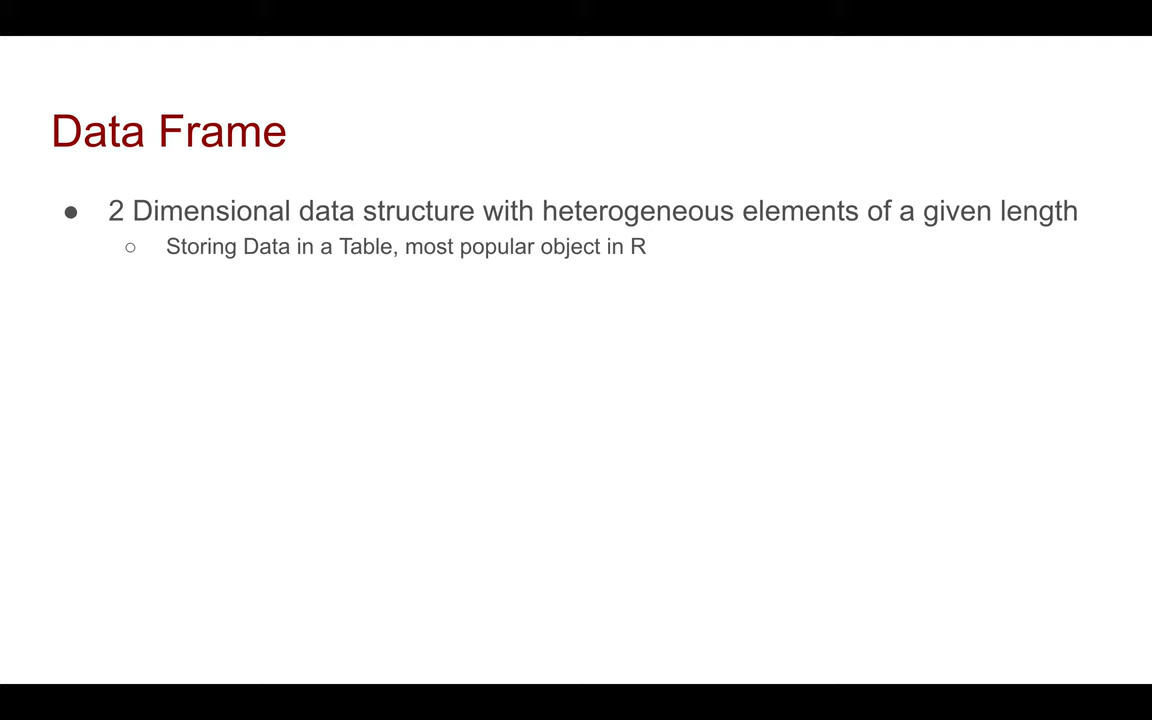 Data Frame
● 2 Dimensional data structure with heterogeneous elements of a given length
○ Storing Data in a Table, most popular object in R